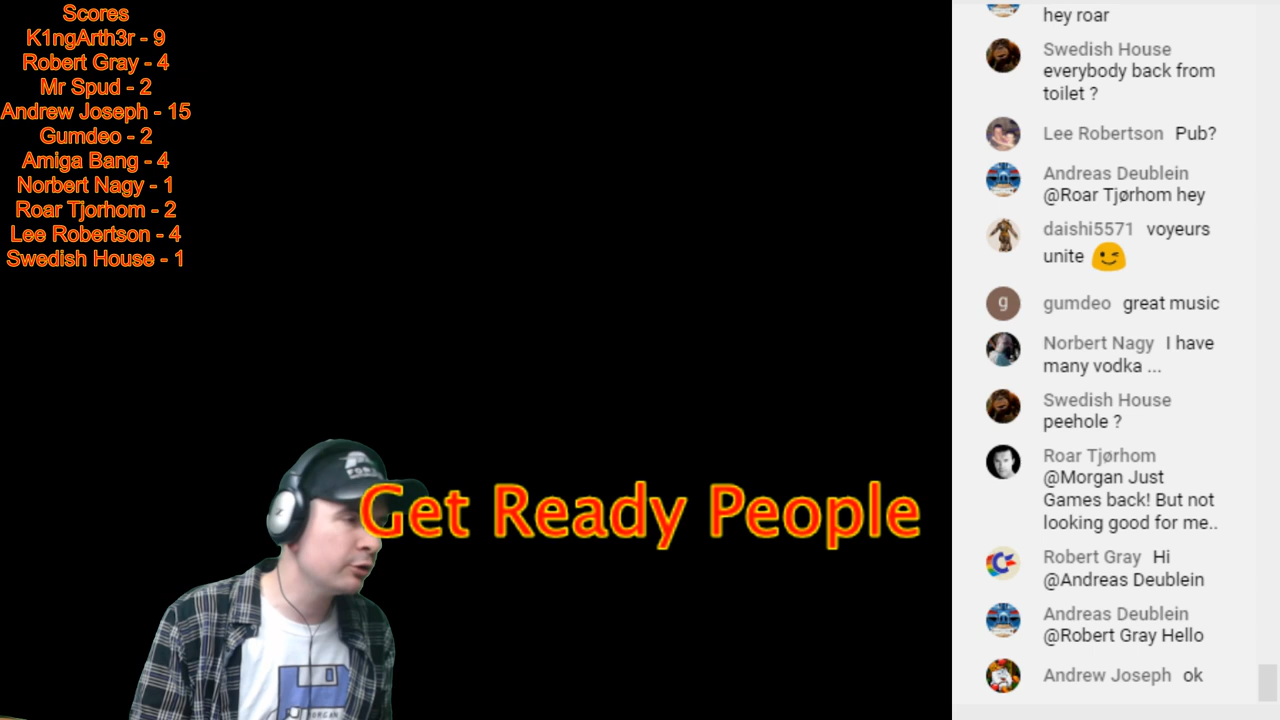 Scores
K1ngArth3r - 9
Robert Gray - 4
Mr Spud - 2
Andrew Joseph - 15
Gumdeo - 2
Amiga Bang - 4
Norbert Nagy - 1
Roar Tjorhom - 2
Lee Robertson - 4
Swedish House - 1
Get Ready People
hey roar
Swedish House
everybody back from
toilet ?
Lee Robertson Pub?
Andreas Deublein
@Roar Tjørhom hey
daishi5571 voyeurs
unite
g
gumdeo great music
Norbert Nagy I have
many vodka ...
Swedish House
peehole ?
Roar Tjørhom
@Morgan Just
Games back! But not
looking good for me..
Robert Gray Hi
@Andreas Deublein
Andreas Deublein
@Robert Gray Hello
Andrew Joseph ok